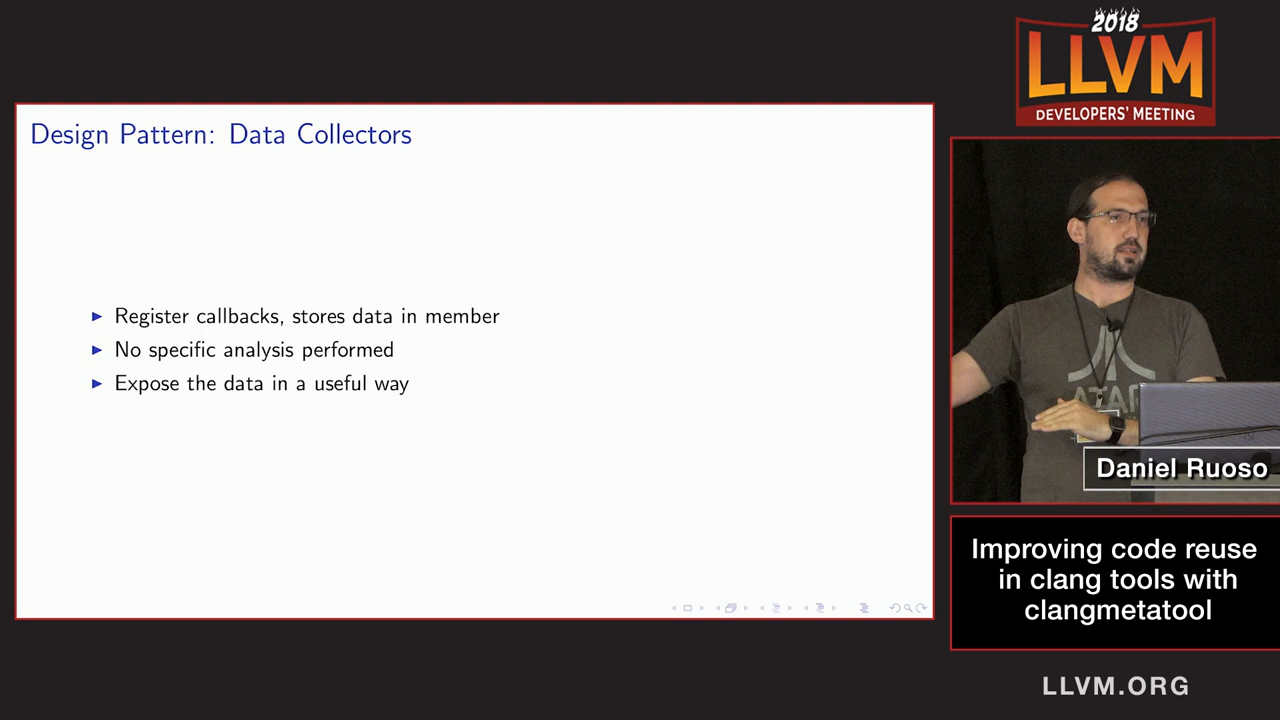 Design Pattern: Data Collectors
Register callbacks, stores data in member
No specific analysis performed
Expose the data in a useful way
2018
LLVM
DEVELOPERS' MEETING
ATAR
Daniel Ruoso
Improving code reuse
in clang tools with
clangmetatool
LLVM.ORG